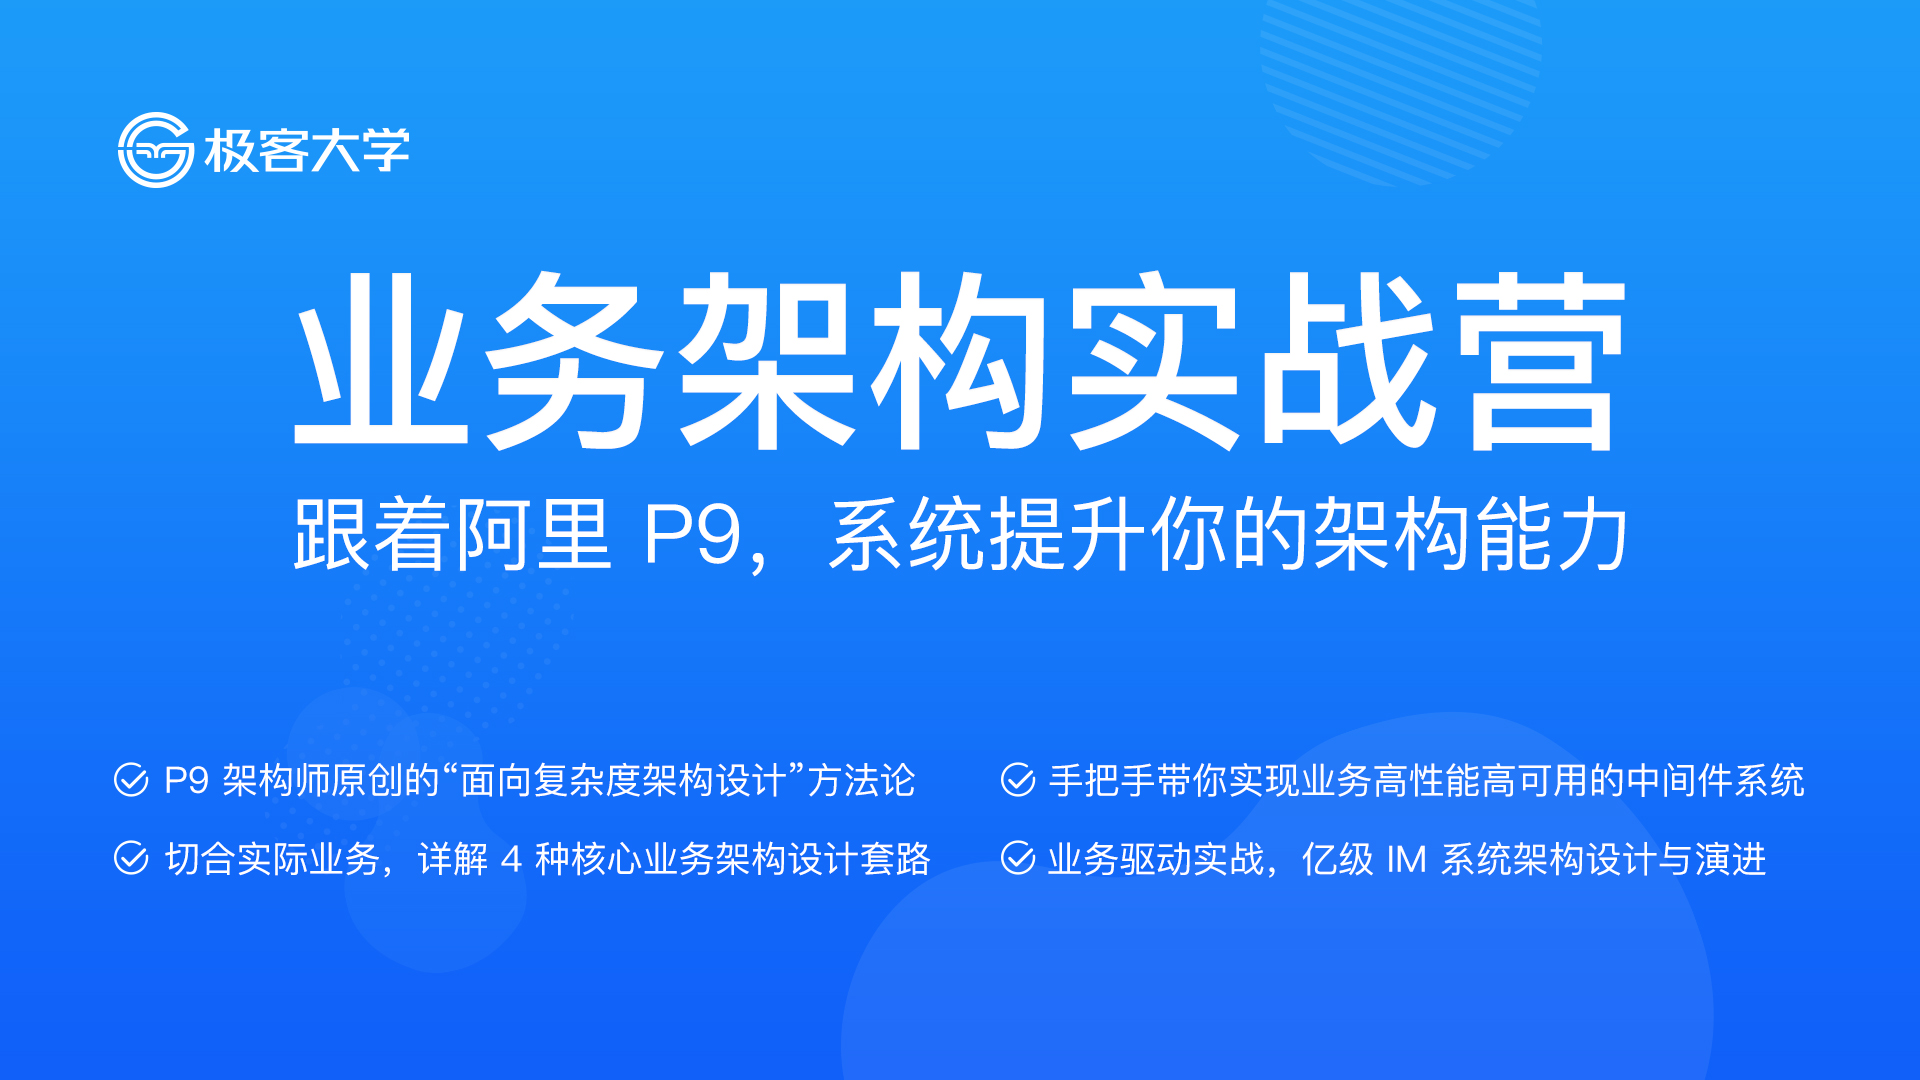 极客大学
业务架构实战营
跟着阿里 P9，系统提升你的架构能力
P9 架构师原创的“面向复杂度架构设计”方法论
手把手带你实现业务高性能高可用的中间件系统
切合实际业务，详解 4 种核心业务架构设计套路
业务驱动实战，亿级 IM 系统架构设计与演进